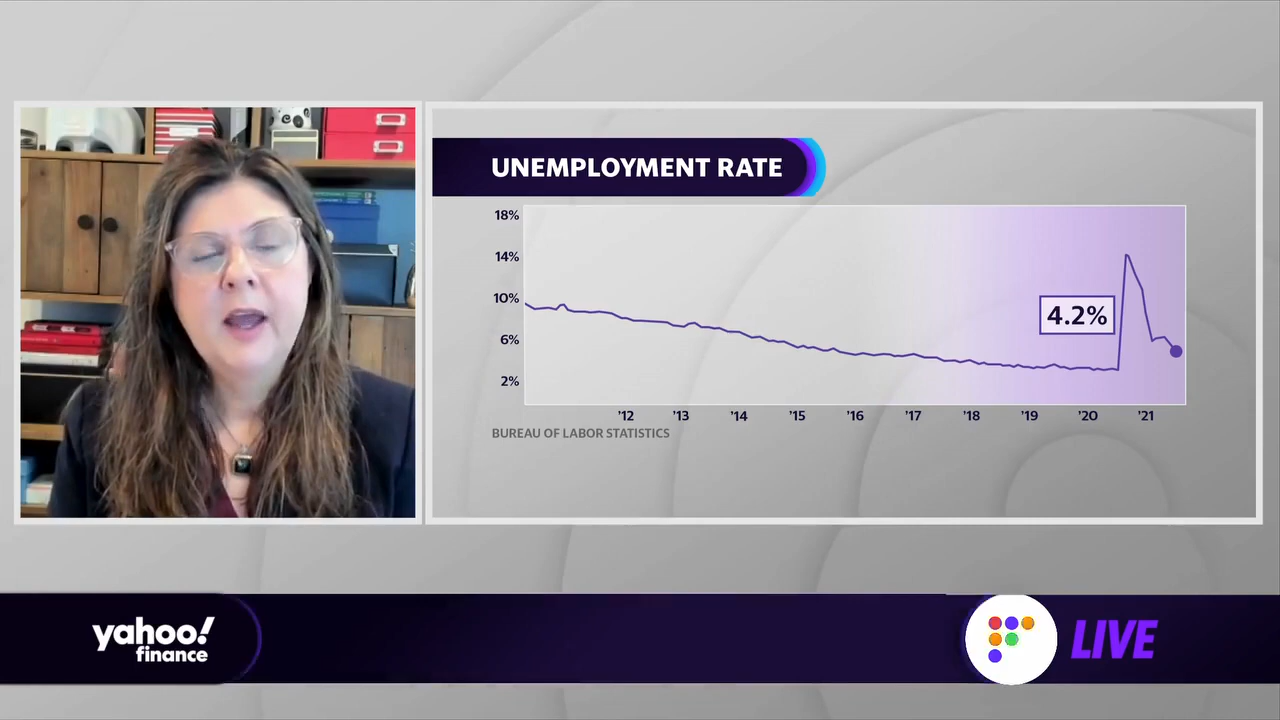 UNEMPLOYMENT RATE
18%
14%
10%
6%
2%
4.2%
'12 '13 '14 '15 '16 '17 '18 '19 '20 '21
BUREAU OF LABOR STATISTICS
yahoo!
finance
LIVE